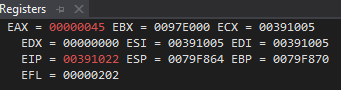 Registers
EAX = 00000045 EBX = 0097E000 ECX = 00391005
EDX = 00000000 ESI = 00391005 EDI = 00391005
EIP = 00391022 ESP = 0079F864 EBP = 0079F870
EFL = 00000202